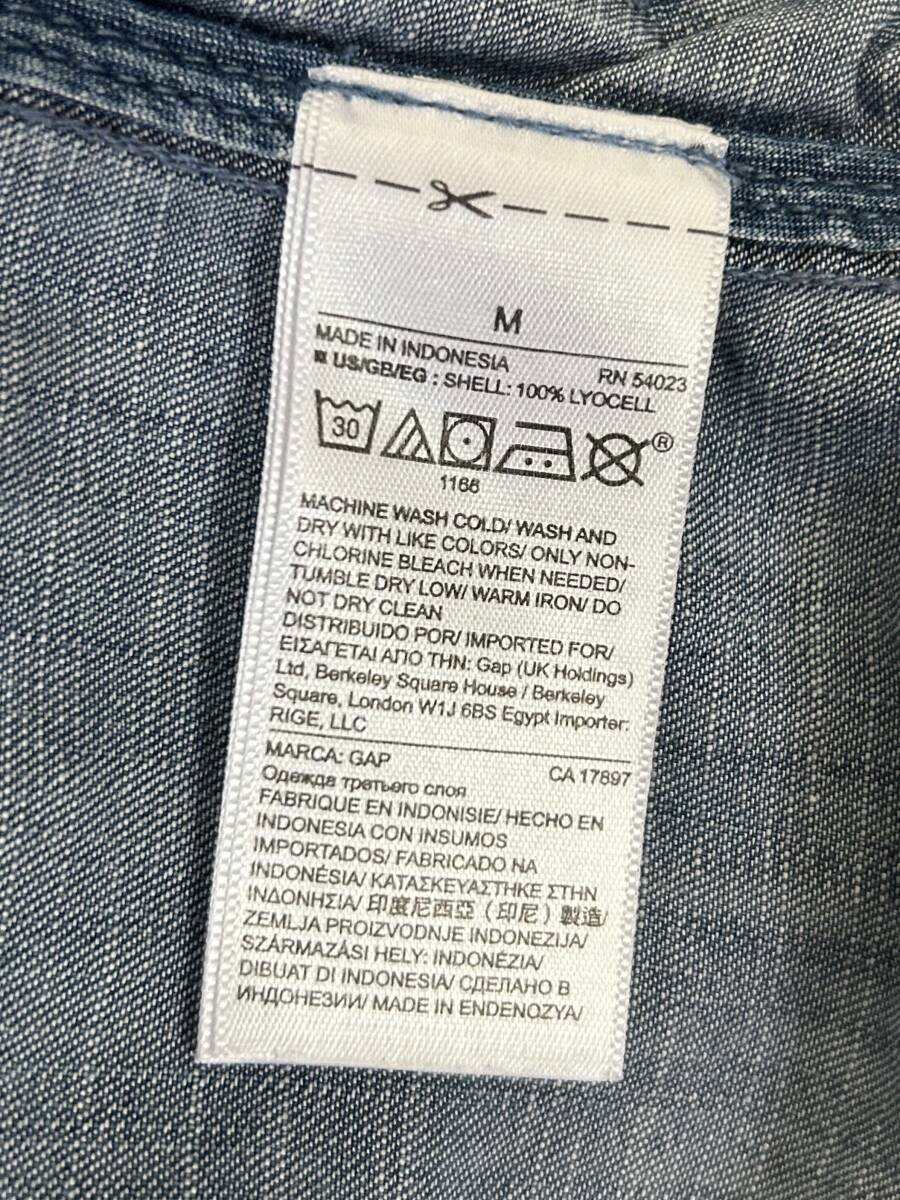 M
MADE IN INDONESIA RN 54023
US/GB/EG : SHELL: 100% LYOCELL
30
®
1166
MACHINE WASH COLD/ WASH AND
DRY WITH LIKE COLORS/ ONLY NON-
CHLORINE BLEACH WHEN NEEDED/
TUMBLE DRY LOW/ WARM IRON/ DO
NOT DRY CLEAN
DISTRIBUIDO POR/ IMPORTED FOR/
ΕΙΣΑΓΕΤΑΙ ΑΠΟ ΤΗΝ: Gap (UK Holdings)
Ltd, Berkeley Square House / Berkeley
Square, London W1J 6BS Egypt Importer:
RIGE, LLC
MARCA: GAP CA 17897
Одежда третьего слоя
FABRIQUE EN INDONISIE/ HECHO EN
INDONESIA CON INSUMOS
IMPORTADOS/ FABRICADO NA
INDONÉSIA/ ΚΑΤΑΣΚΕΥΑΣΤΗΚΕ ΣΤΗΝ
ΙΝΔΟΝΗΣΙΑ/ 印度尼西亞（印尼）製造/
ZEMLJA PROIZVODNJE INDONEZIJA/
SZÁRMAZÁSI HELY: INDONÉZIA/
DIBUAT DI INDONESIA/ СДЕЛАНО В
ИНДОНЕЗИИ/ MADE IN ENDENOZYA/